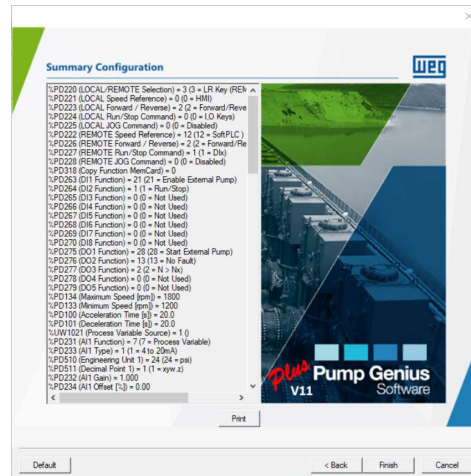 Summary Configuration
weg
%PD220 (LOCAL/REMOTE Selection) = 3 (3 = LR Key (REM
%PD221 (LOCAL Speed Reference) = 0 (0 = HMI)
%PD223 (LOCAL Forward / Reverse) = 2 (2 = Forward/Reve
%PD224 (LOCAL Run/Stop Command) = 0 (0 = I,O Keys)
%PD225 (LOCAL JOG Command) = 0 (0 = Disabled)
%PD222 (REMOTE Speed Reference) = 12 (12 = SoftPLC )
%PD226 (REMOTE Forward / Reverse) = 2 (2 = Forward/Re
%PD227 (REMOTE Run/Stop Command) = 1 (1 = DIx)
%PD228 (REMOTE JOG Command) = 0 (0 = Disabled)
%PD318 (Copy Function MemCard) = 0
%PD263 (DI1 Function) = 21 (21 = Enable External Pump)
%PD264 (DI2 Function) = 1 (1 = Run/Stop)
%PD265 (DI3 Function) = 0 (0 = Not Used)
%PD266 (DI4 Function) = 0 (0 = Not Used)
%PD267 (DI5 Function) = 0 (0 = Not Used)
%PD268 (DI6 Function) = 0 (0 = Not Used)
%PD269 (DI7 Function) = 0 (0 = Not Used)
%PD270 (DI8 Function) = 0 (0 = Not Used)
%PD275 (DO1 Function) = 28 (28 = Start External Pump)
%PD276 (DO2 Function) = 13 (13 = No Fault)
%PD277 (DO3 Function) = 2 (2 = N > Nx)
%PD278 (DO4 Function) = 0 (0 = Not Used)
%PD279 (DO5 Function) = 0 (0 = Not Used)
%PD134 (Maximum Speed [rpm]) = 1800
%PD133 (Minimum Speed [rpm]) = 1200
%PD100 (Acceleration Time [s]) = 20.0
%PD101 (Deceleration Time [s]) = 20.0
%UW1021 (Process Variable Source) = 1 ()
%PD231 (AI1 Function) = 7 (7 = Process Variable)
%PD233 (AI1 Type) = 1 (1 = 4 to 20mA)
%PD510 (Engineering Unit 1) = 24 (24 = psi)
%PD511 (Decimal Point 1) = 1 (1 = xyw.z)
%PD232 (AI1 Gain) = 1.000
%PD234 (AI1 Offset [%]) = 0.00
Plus Pump Genius
V11 Software
Print
Default
< Back
Finish
Cancel